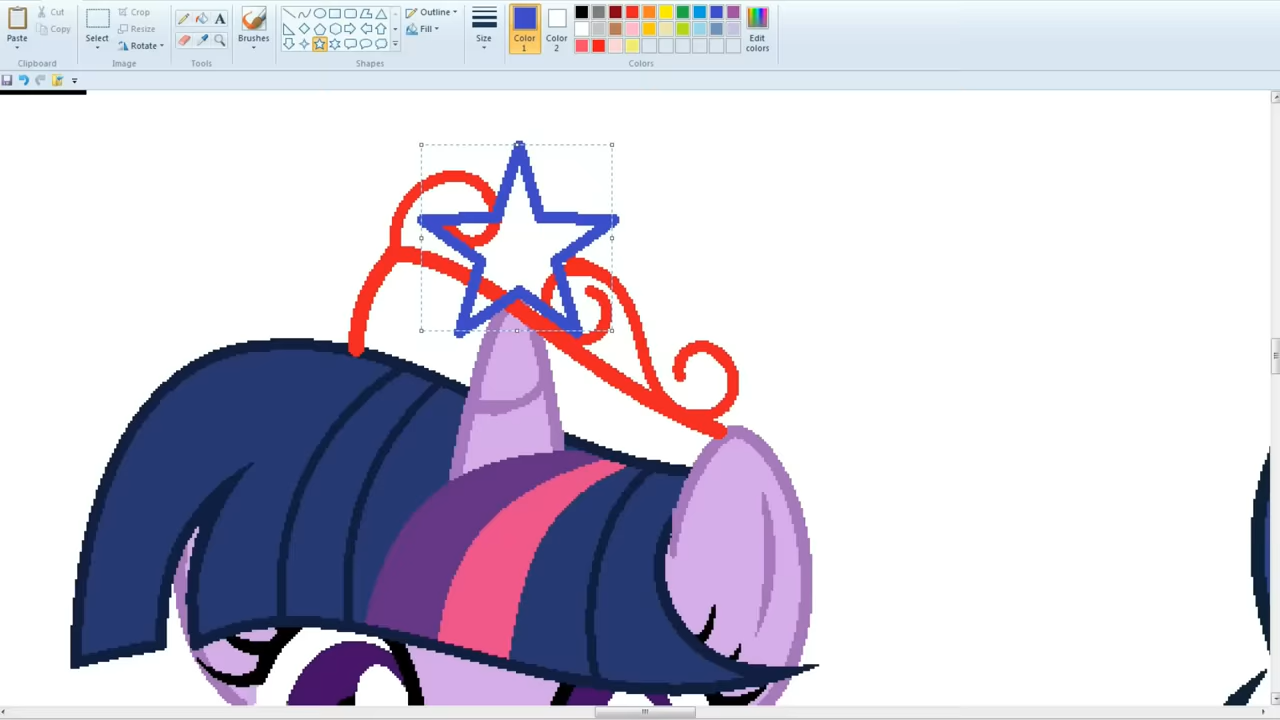 Paste
Cut
Copy
Clipboard
Select
Crop
Resize
Rotate
Image
A
Tools
Brushes
Outline
Fill
Shapes
Size
Color
1
Color
2
Edit
colors
Colors